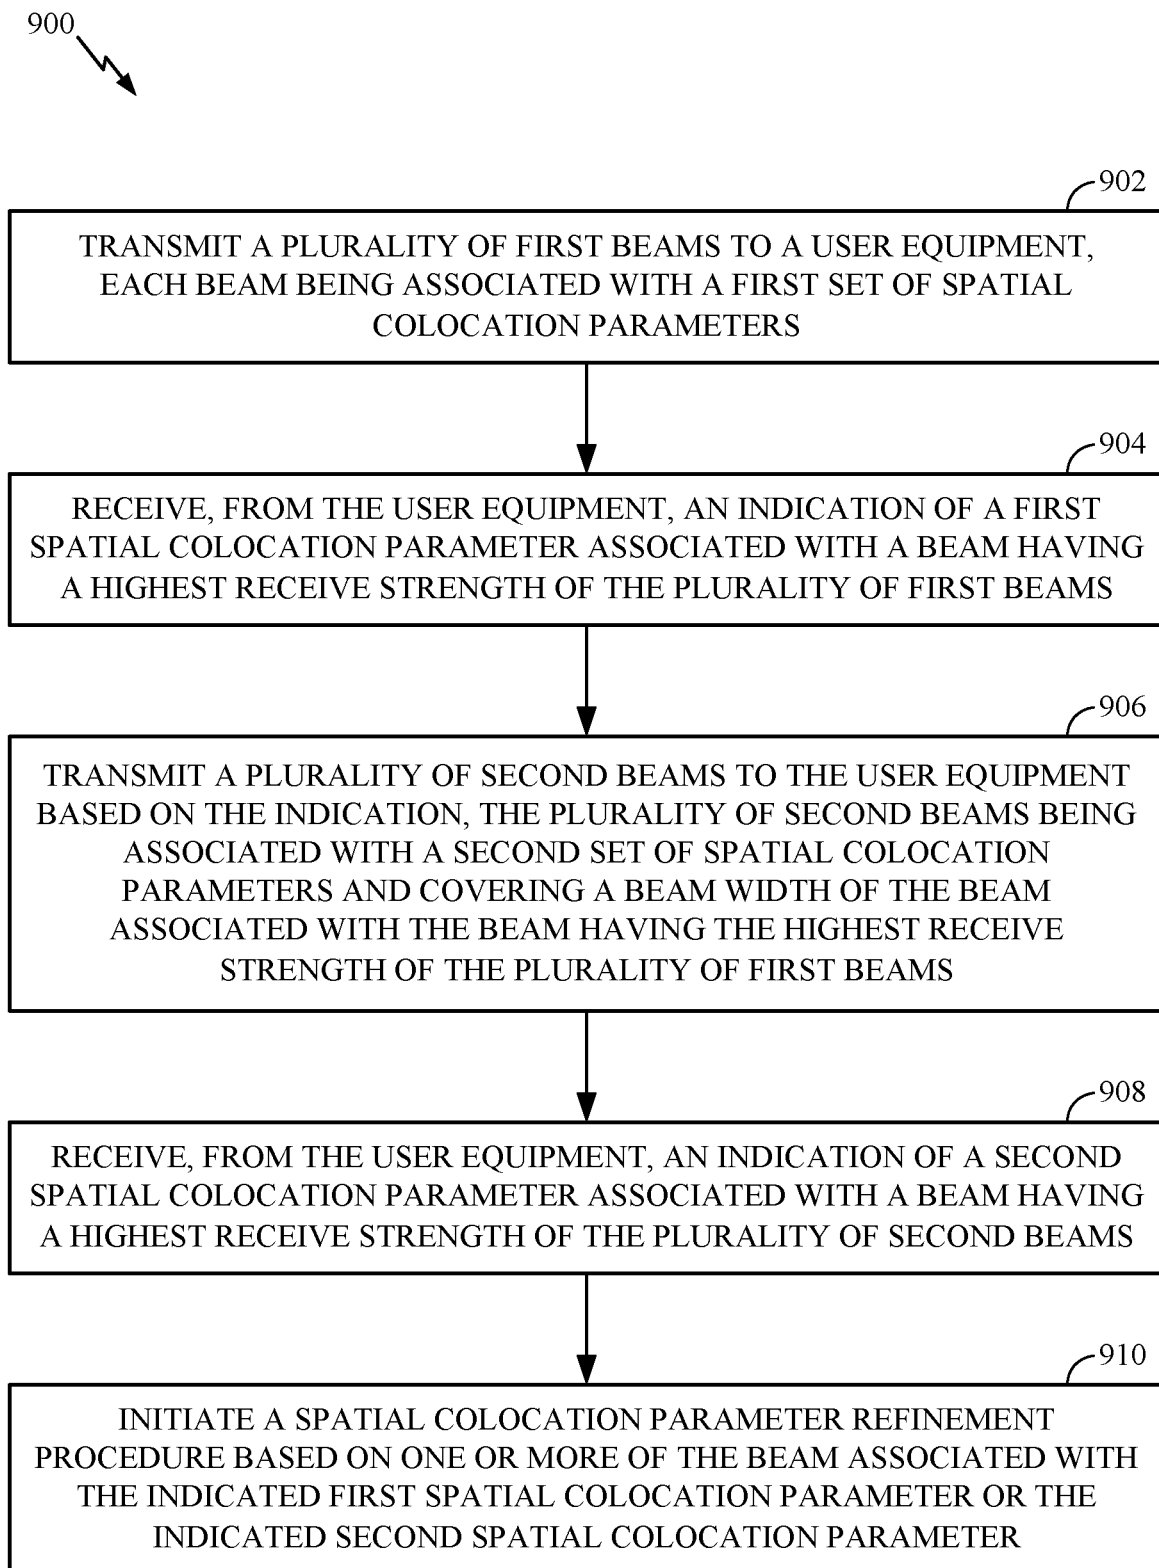 900
902
TRANSMIT A PLURALITY OF FIRST BEAMS TO A USER EQUIPMENT,
EACH BEAM BEING ASSOCIATED WITH A FIRST SET OF SPATIAL
COLOCATION PARAMETERS
904
RECEIVE, FROM THE USER EQUIPMENT, AN INDICATION OF A FIRST
SPATIAL COLOCATION PARAMETER ASSOCIATED WITH A BEAM HAVING
A HIGHEST RECEIVE STRENGTH OF THE PLURALITY OF FIRST BEAMS
906
TRANSMIT A PLURALITY OF SECOND BEAMS TO THE USER EQUIPMENT
BASED ON THE INDICATION, THE PLURALITY OF SECOND BEAMS BEING
ASSOCIATED WITH A SECOND SET OF SPATIAL COLOCATION
PARAMETERS AND COVERING A BEAM WIDTH OF THE BEAM
ASSOCIATED WITH THE BEAM HAVING THE HIGHEST RECEIVE
STRENGTH OF THE PLURALITY OF FIRST BEAMS
908
RECEIVE, FROM THE USER EQUIPMENT, AN INDICATION OF A SECOND
SPATIAL COLOCATION PARAMETER ASSOCIATED WITH A BEAM HAVING
A HIGHEST RECEIVE STRENGTH OF THE PLURALITY OF SECOND BEAMS
910
INITIATE A SPATIAL COLOCATION PARAMETER REFINEMENT
PROCEDURE BASED ON ONE OR MORE OF THE BEAM ASSOCIATED WITH
THE INDICATED FIRST SPATIAL COLOCATION PARAMETER OR THE
INDICATED SECOND SPATIAL COLOCATION PARAMETER